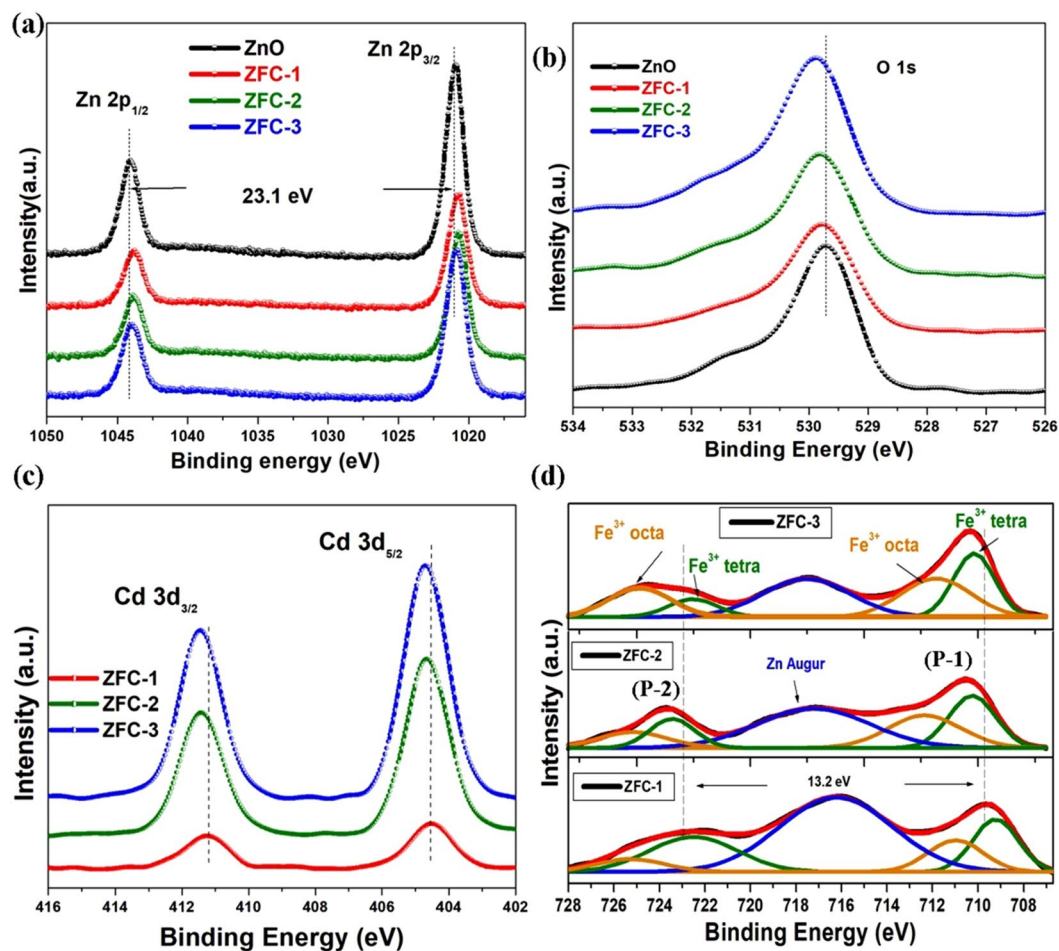 (a)
ZnO
ZFC-1
ZFC-2
ZFC-3
Zn 2p3/2
Zn 2p1/2
23.1 eV
Intensity(a.u.)
1050 1045 1040 1035 1030 1025 1020
Binding energy (eV)
(b)
O 1s
ZnO
ZFC-1
ZFC-2
ZFC-3
Intensity (a.u.)
534 533 532 531 530 529 528 527 526
Binding Energy (eV)
(c)
Cd 3d5/2
Cd 3d3/2
ZFC-1
ZFC-2
ZFC-3
Intensity (a.u.)
416 414 412 410 408 406 404 402
Binding Energy (eV)
(d)
ZFC-3
Fe3+ octa
Fe3+ tetra
Fe3+ octa
Fe3+ tetra
ZFC-2
(P-2)
Zn Augur
(P-1)
ZFC-1
13.2 eV
Intensity (a.u.)
728 726 724 722 720 718 716 714 712 710 708
Binding Energy (eV)